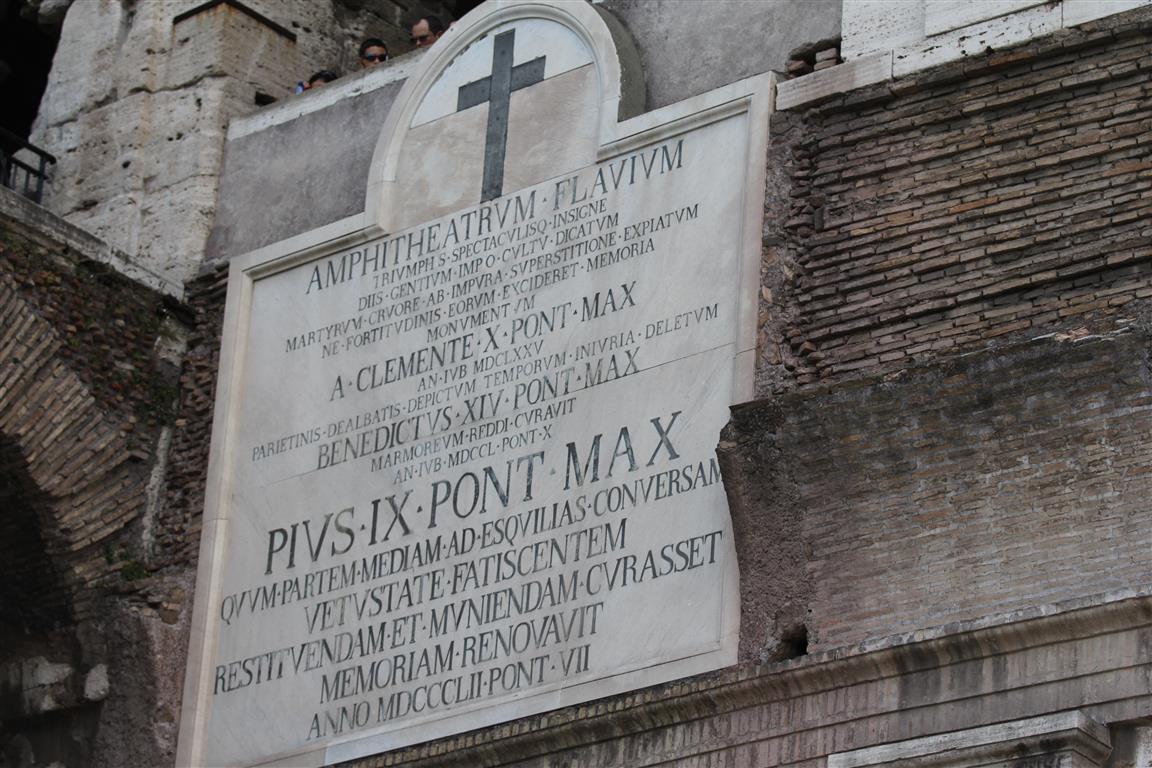 AMPHITHEATRVM · FLAVIVM
TRIVMPHIS · SPECTACVLISQ · INSIGNE
DIIS · GENTIVM · IMPIO · CVLTV · DICATVM
MARTYRVM · CRVORE · AB · IMPVRA · SVPERSTITIONE · EXPIATVM
NE · FORTITVDINIS · EORVM · EXCIDERET · MEMORIA
MONVMENTVM
A · CLEMENTE · X · PONT · MAX
AN · IVB · MDCLXXV
PARIETINIS · DEALBATIS · DEPICTVM · TEMPORVM · INIVRIA · DELETVM
BENEDICTVS · XIV · PONT · MAX
MARMOREVM · REDDI · CVRAVIT
AN · IVB · MDCCL · PONT · X
PIVS · IX · PONT · MAX
QVVM · PARTEM · MEDIAM · AD · ESQVILIAS · CONVERSAM
VETVSTATE · FATISCENTEM
RESTITVENDAM · ET · MVNIENDAM · CVRASSET
MEMORIAM · RENOVAVIT
ANNO · MDCCCLII · PONT · VII